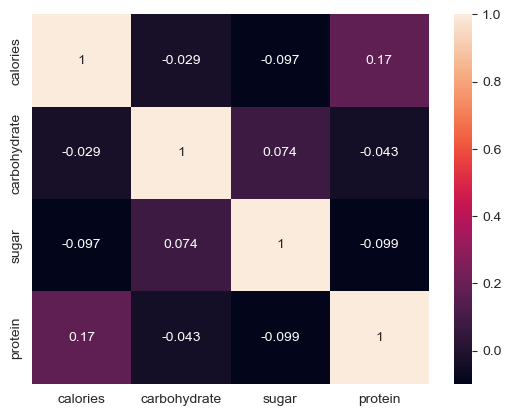 calories 1 -0.029 -0.097 0.17
carbohydrate -0.029 1 0.074 -0.043
sugar -0.097 0.074 1 -0.099
protein 0.17 -0.043 -0.099 1
calories carbohydrate sugar protein
1.0
0.8
0.6
0.4
0.2
0.0